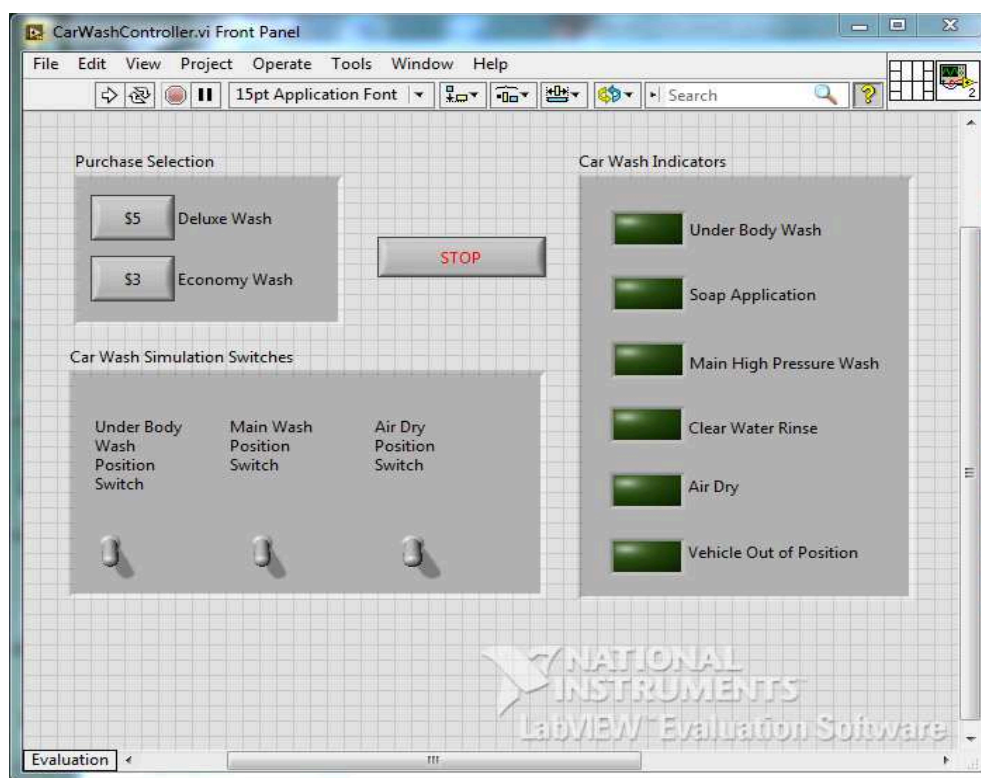 CarWashController.vi Front Panel
File Edit View Project Operate Tools Window Help
15pt Application Font
Search
2
Purchase Selection
$5 Deluxe Wash
$3 Economy Wash
STOP
Car Wash Simulation Switches
Under Body
Wash
Position
Switch
Main Wash
Position
Switch
Air Dry
Position
Switch
Car Wash Indicators
Under Body Wash
Soap Application
Main High Pressure Wash
Clear Water Rinse
Air Dry
Vehicle Out of Position
NATIONAL
INSTRUMENTS
LabVIEW™ Evaluation Software
Evaluation